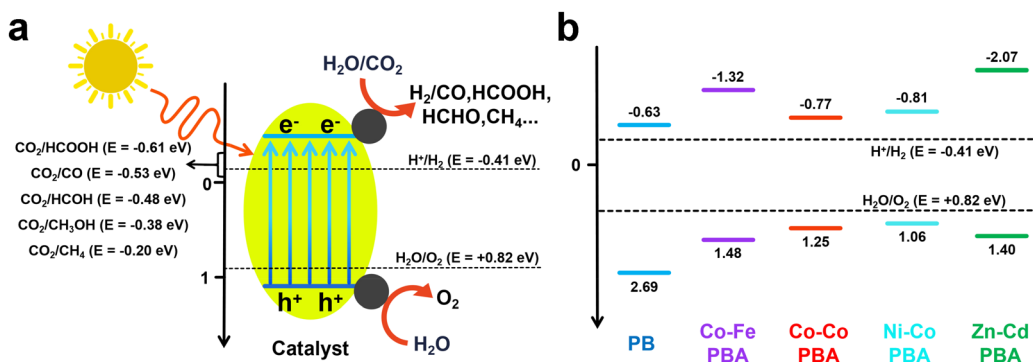 a
H₂O/CO₂
H₂/CO,HCOOH,
HCHO,CH₄...
e⁻ e⁻
CO₂/HCOOH (E = -0.61 eV)
CO₂/CO (E = -0.53 eV)
CO₂/HCOH (E = -0.48 eV)
CO₂/CH₃OH (E = -0.38 eV)
CO₂/CH₄ (E = -0.20 eV)
H⁺/H₂ (E = -0.41 eV)
0
H₂O/O₂ (E = +0.82 eV)
1
h⁺ h⁺
O₂
H₂O
Catalyst
b
-2.07
-1.32
-0.63
-0.77
-0.81
H⁺/H₂ (E = -0.41 eV)
0
H₂O/O₂ (E = +0.82 eV)
1.48
1.25
1.06
1.40
2.69
PB
Co-Fe
PBA
Co-Co
PBA
Ni-Co
PBA
Zn-Cd
PBA